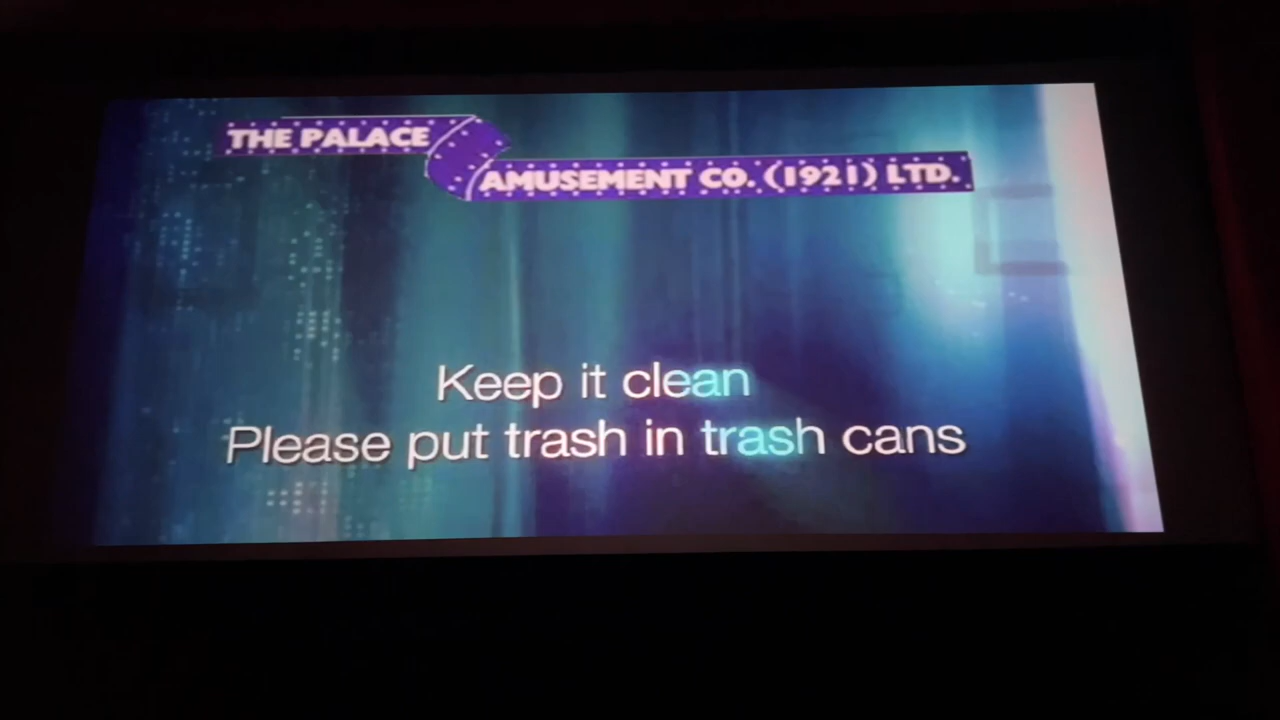 THE PALACE
AMUSEMENT CO. (1921) LTD.
Keep it clean
Please put trash in trash cans